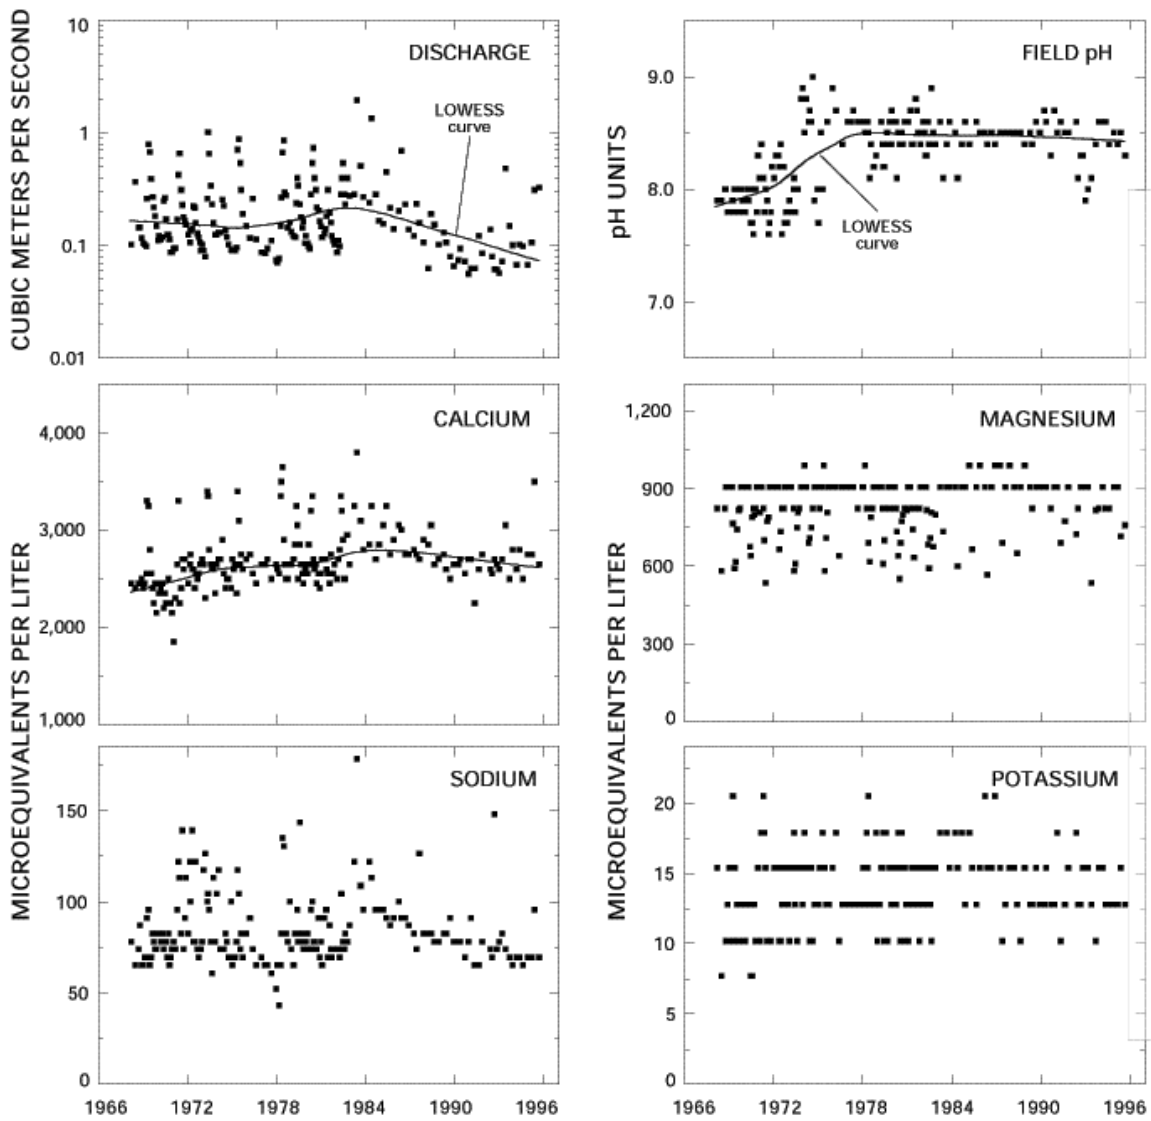 CUBIC METERS PER SECOND
10
1
0.1
0.01
DISCHARGE
LOWESS
curve
pH UNITS
9.0
8.0
7.0
FIELD pH
LOWESS
curve
MICROEQUIVALENTS PER LITER
4,000
3,000
2,000
1,000
CALCIUM
MICROEQUIVALENTS PER LITER
1,200
900
600
300
0
MAGNESIUM
150
100
50
0
SODIUM
1966 1972 1978 1984 1990 1996
20
15
10
5
0
POTASSIUM
1966 1972 1978 1984 1990 1996